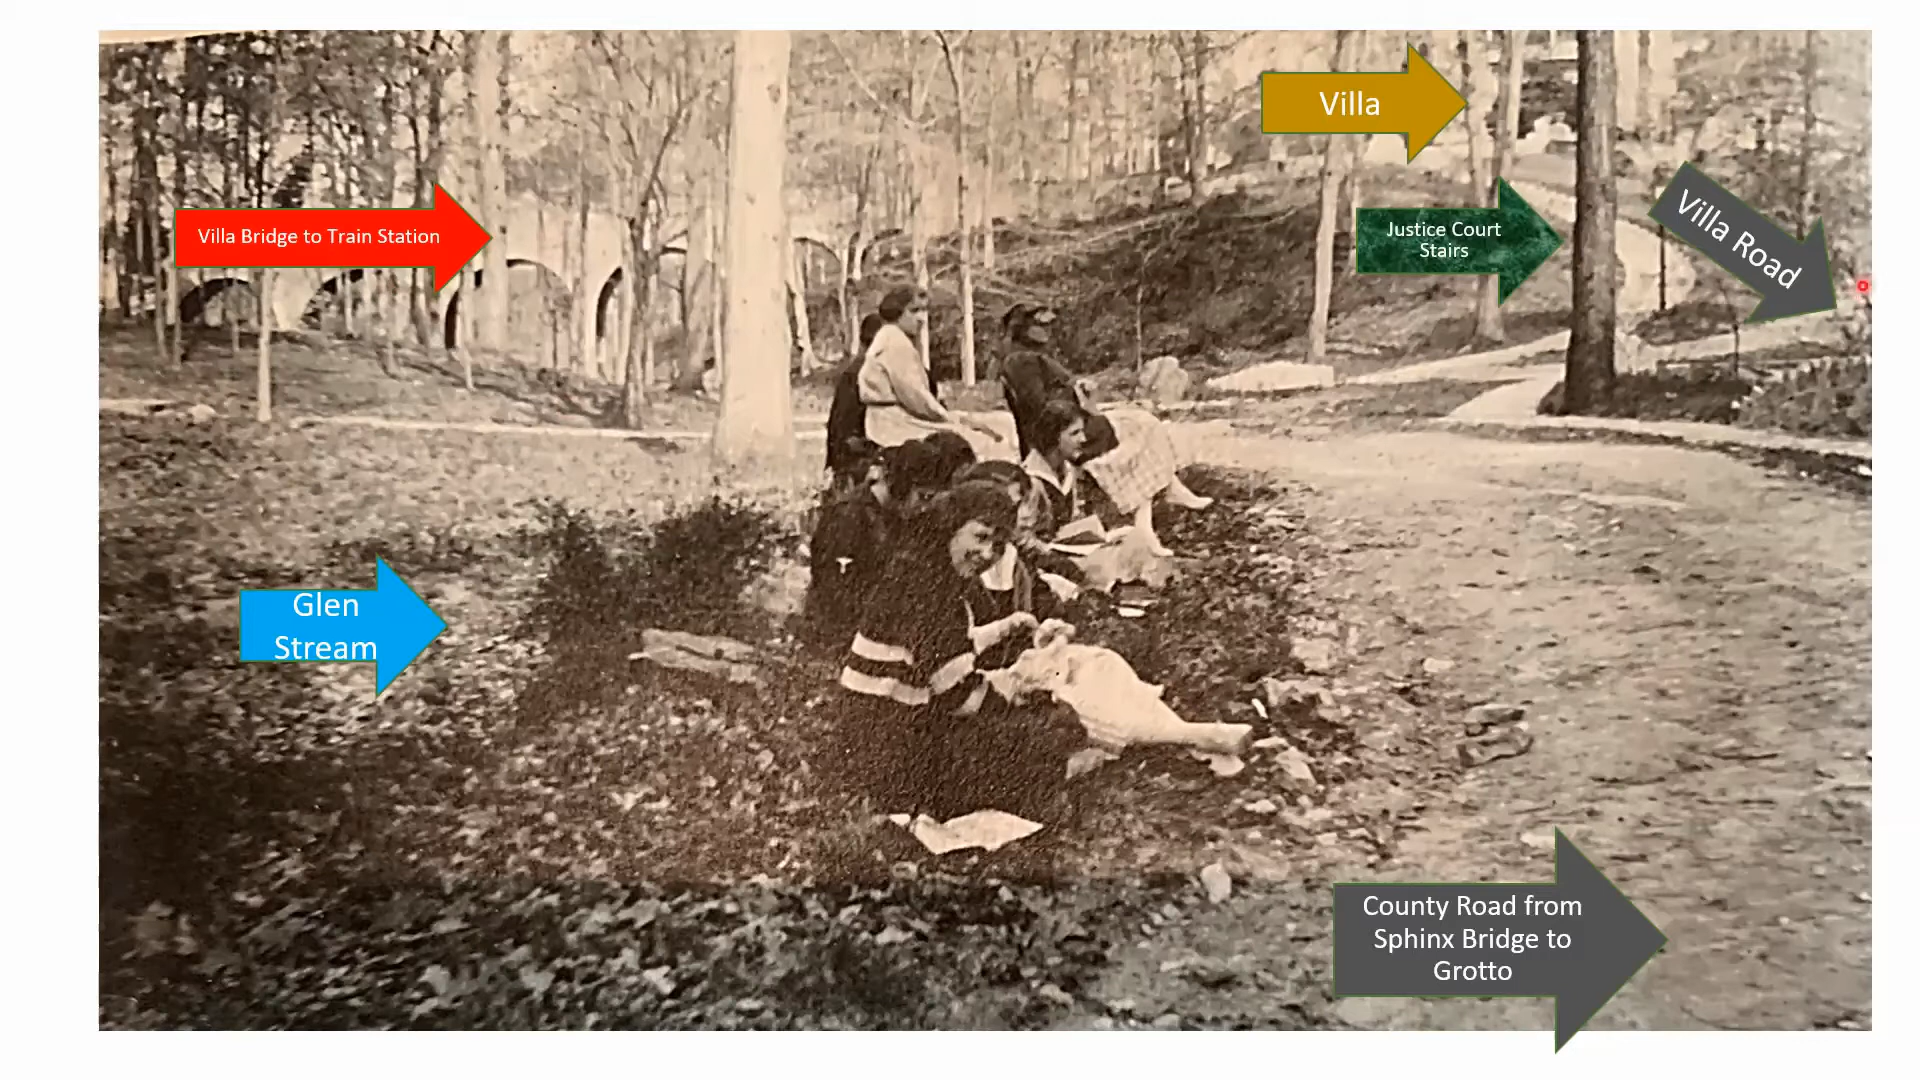 Villa
Villa Bridge to Train Station
Justice Court
Stairs
Villa Road
Glen
Stream
County Road from
Sphinx Bridge to
Grotto